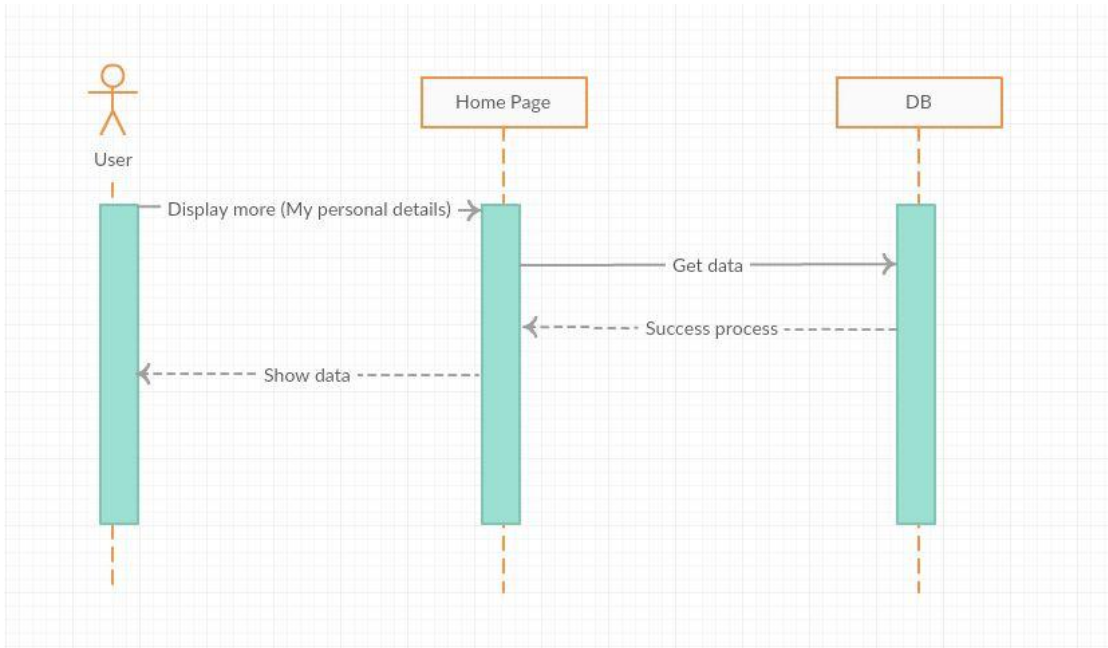 Home Page
DB
User
Display more (My personal details)
Get data
Success process
Show data